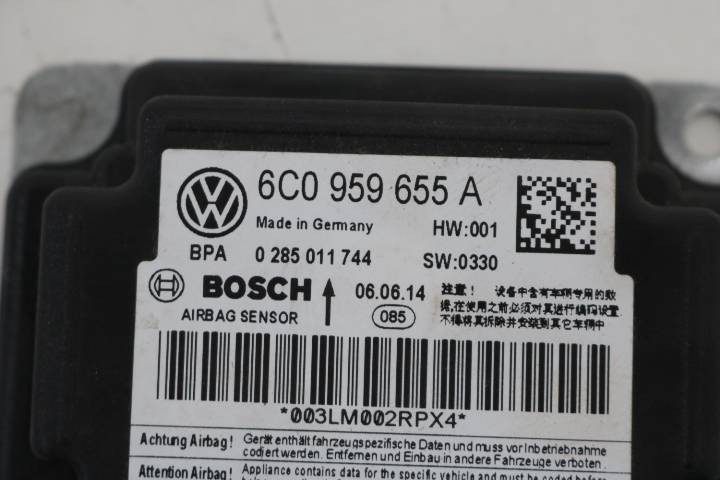 6C0 959 655 A
Made in Germany HW:001
BPA 0 285 011 744 SW:0330
BOSCH 06.06.14
AIRBAG SENSOR 085
注意! 设备中含有车辆专用的数
据,在使用之前必须对其进行编码设置.
不得将其拆除并安装到其它车辆中
*003LM002RPX4*
Achtung Airbag! Gerät enthält fahrzeugspezifische Daten und muss vor Inbetriebnahme
codiert werden. Entfernen und Einbau in andere Fahrzeuge verboten.
Attention Airbag! Appliance contains data for the specific vehicle and must be coded before